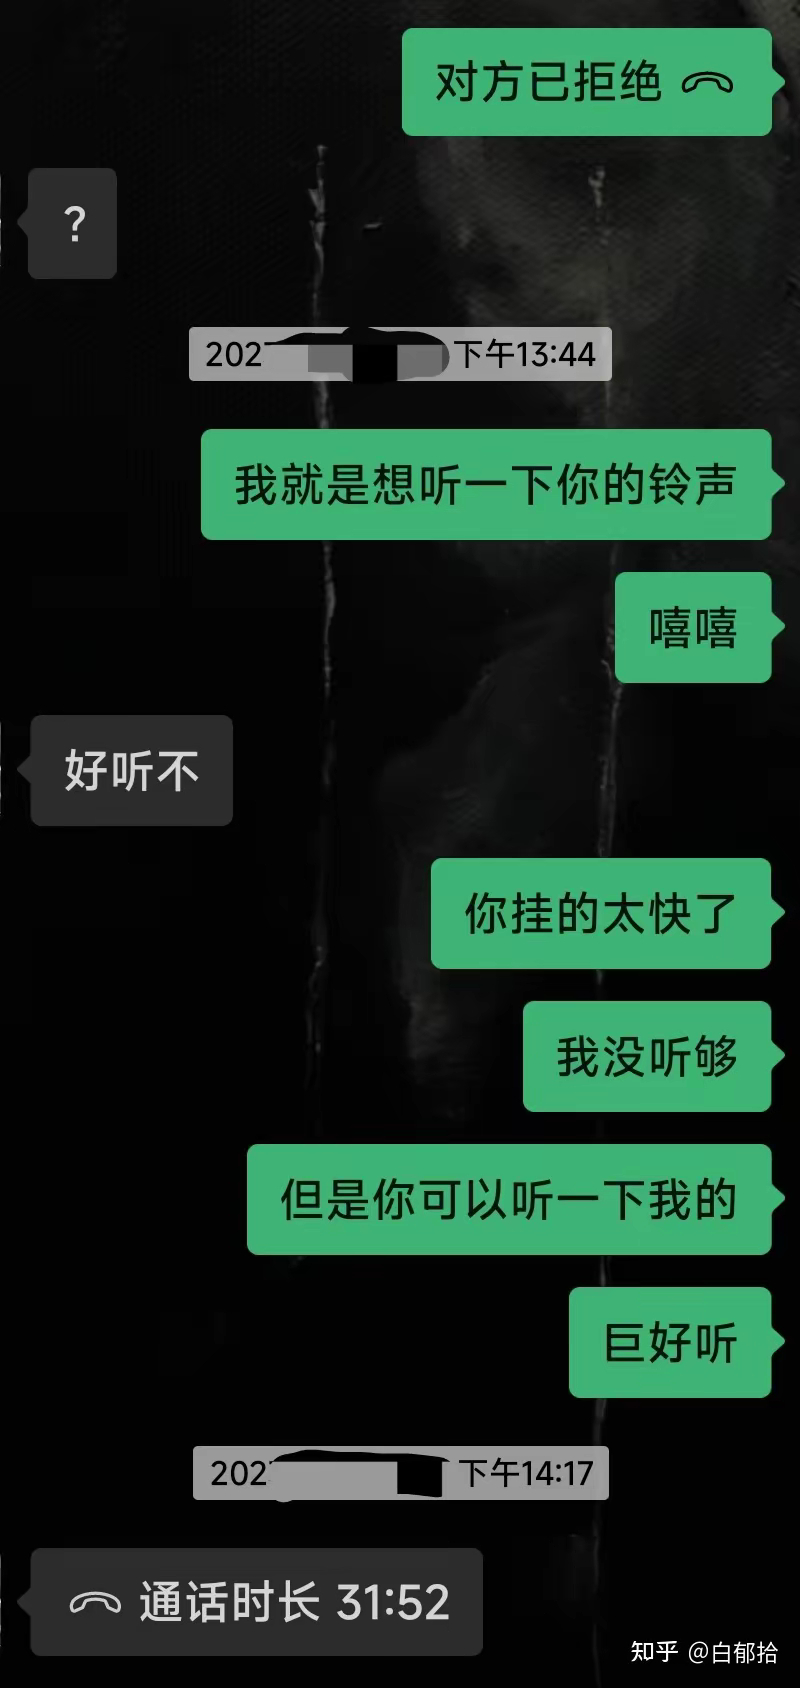 对方已拒绝
?
202 下午13:44
我就是想听一下你的铃声
嘻嘻
好听不
你挂的太快了
我没听够
但是你可以听一下我的
巨好听
202 下午14:17
通话时长 31:52
知乎 @白郁拾